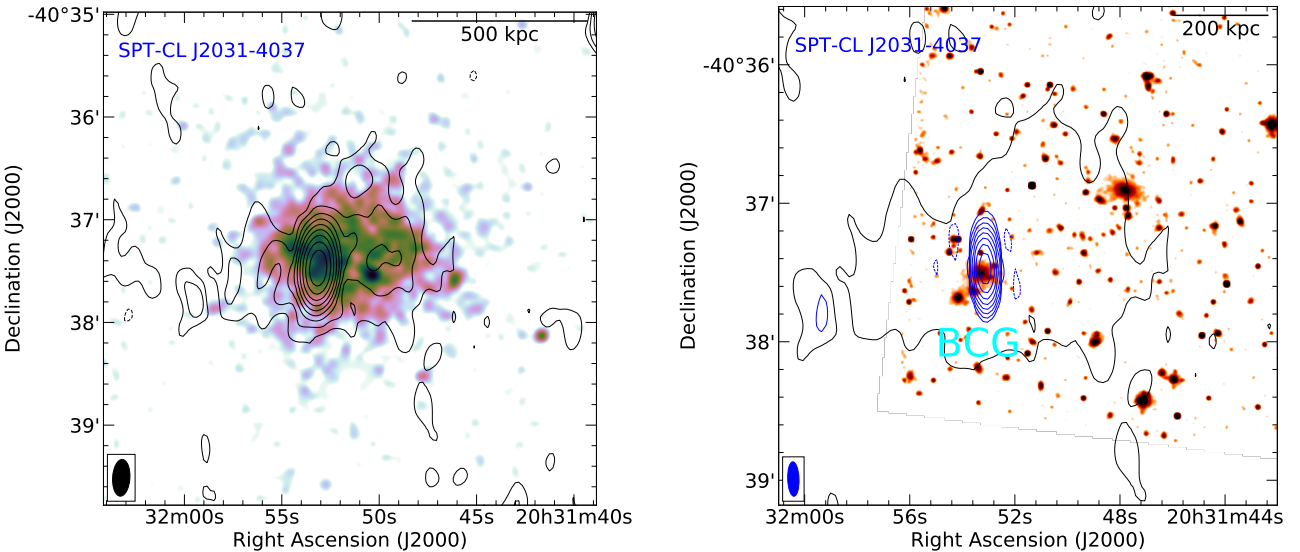 -40°35'
500 kpc
SPT-CL J2031-4037
36'
37'
38'
39'
Declination (J2000)
32m00s 55s 50s 45s 20h31m40s
Right Ascension (J2000)
200 kpc
SPT-CL J2031-4037
-40°36'
37'
38'
39'
BCG
Declination (J2000)
32m00s 56s 52s 48s 20h31m44s
Right Ascension (J2000)